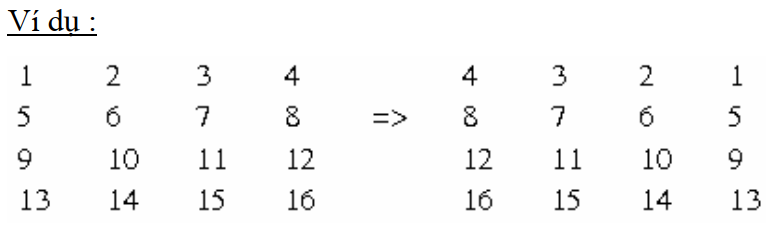 Ví dụ :
1 2 3 4 4 3 2 1
5 6 7 8 => 8 7 6 5
9 10 11 12 12 11 10 9
13 14 15 16 16 15 14 13